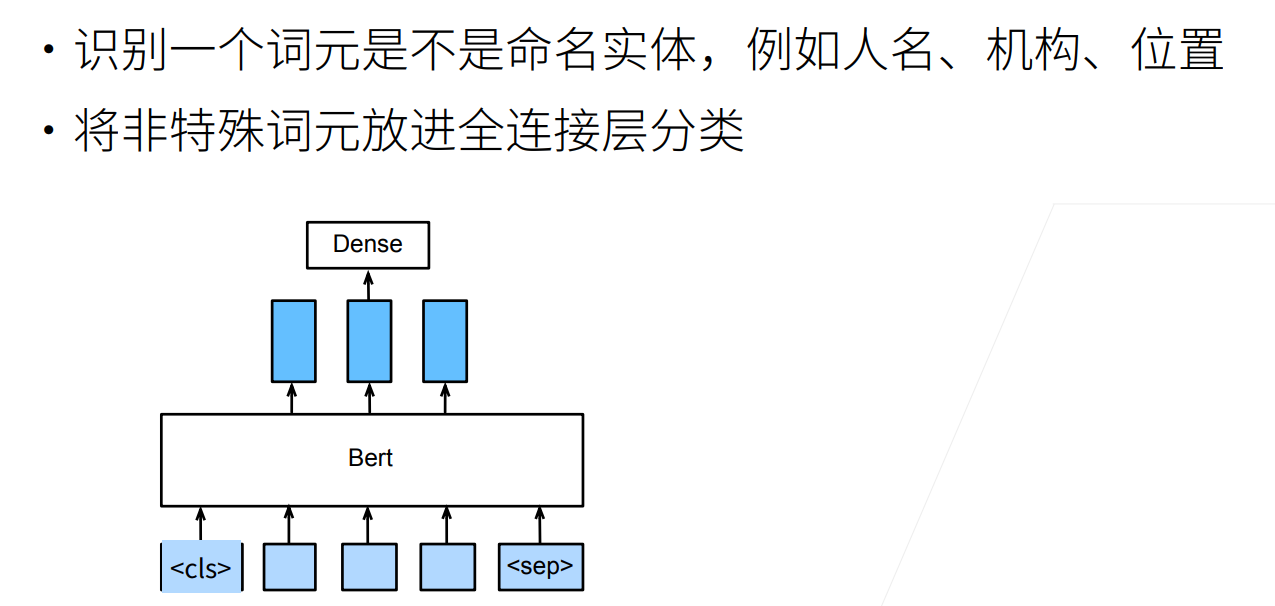 • 识别一个词元是不是命名实体，例如人名、机构、位置
• 将非特殊词元放进全连接层分类
Dense
Bert
<cls>
<sep>